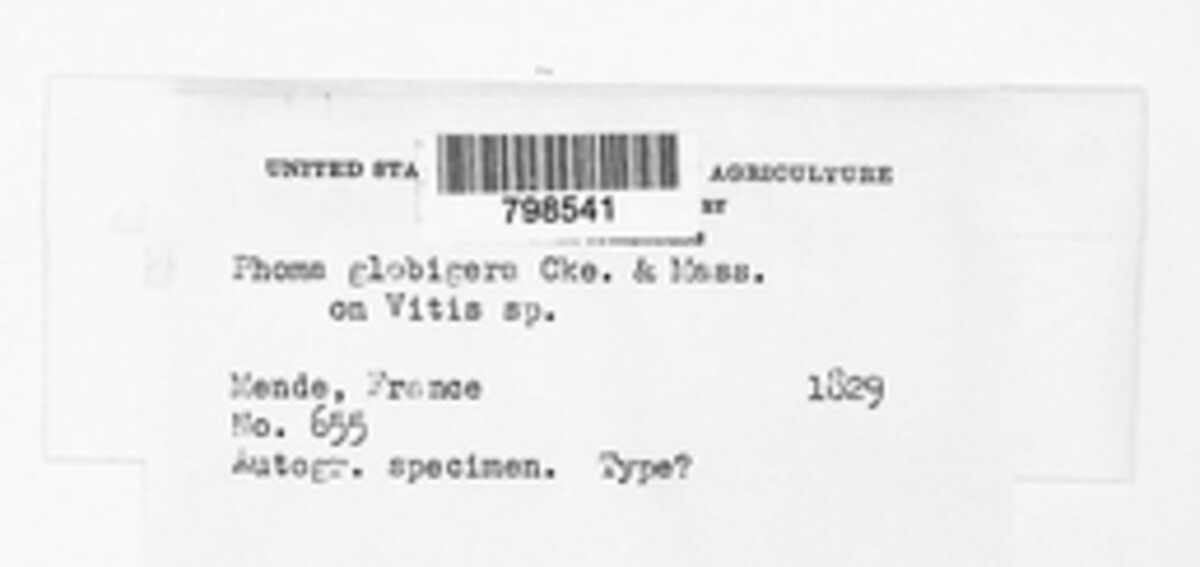 UNITED STA AGRICULTURE
798541
BY
Phoma globigera Cke. & Mass.
on Vitis sp.
Mende, France 1829
No. 655
Autogr. specimen. Type?